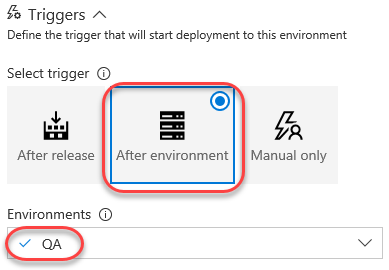 Triggers
Define the trigger that will start deployment to this environment
Select trigger
After release
After environment
Manual only
Environments
QA